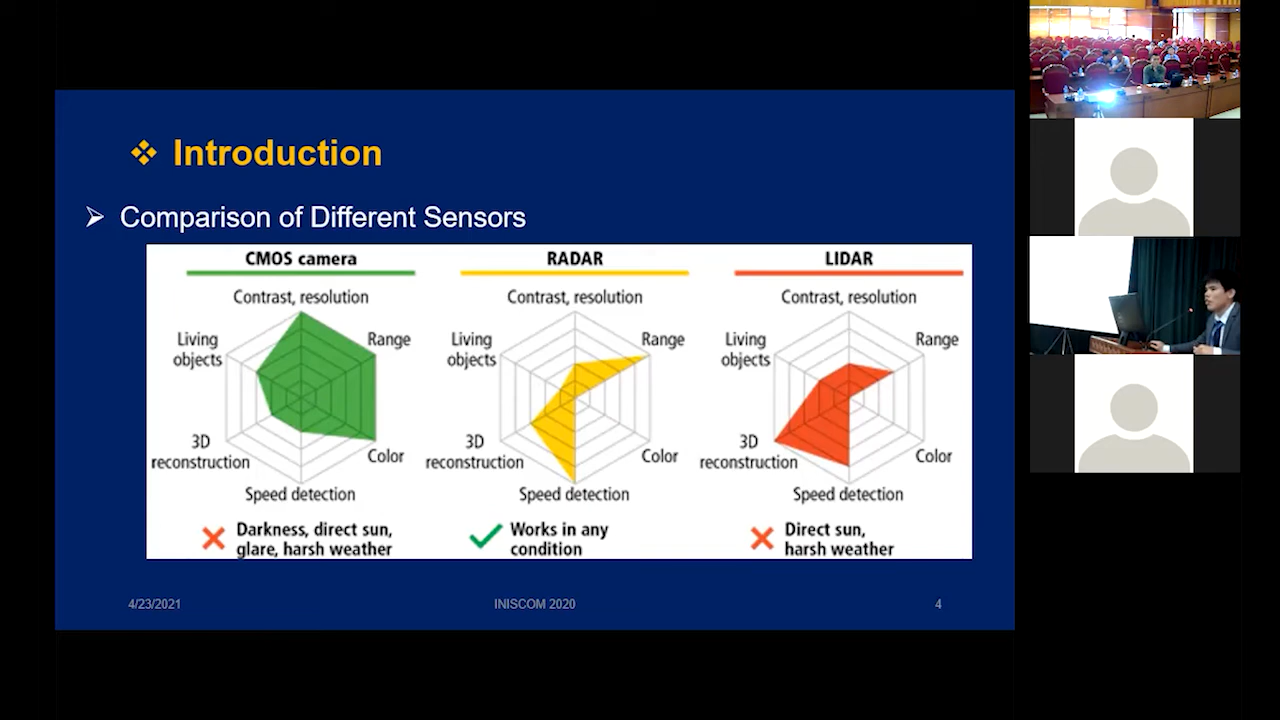 ❖ Introduction
➢ Comparison of Different Sensors
CMOS camera
Contrast, resolution
Living
objects
Range
3D
reconstruction
Color
Speed detection
Darkness, direct sun,
glare, harsh weather
RADAR
Contrast, resolution
Living
objects
Range
3D
reconstruction
Color
Speed detection
Works in any
condition
LIDAR
Contrast, resolution
Living
objects
Range
3D
reconstruction
Color
Speed detection
Direct sun,
harsh weather
4/23/2021
INISCOM 2020
4